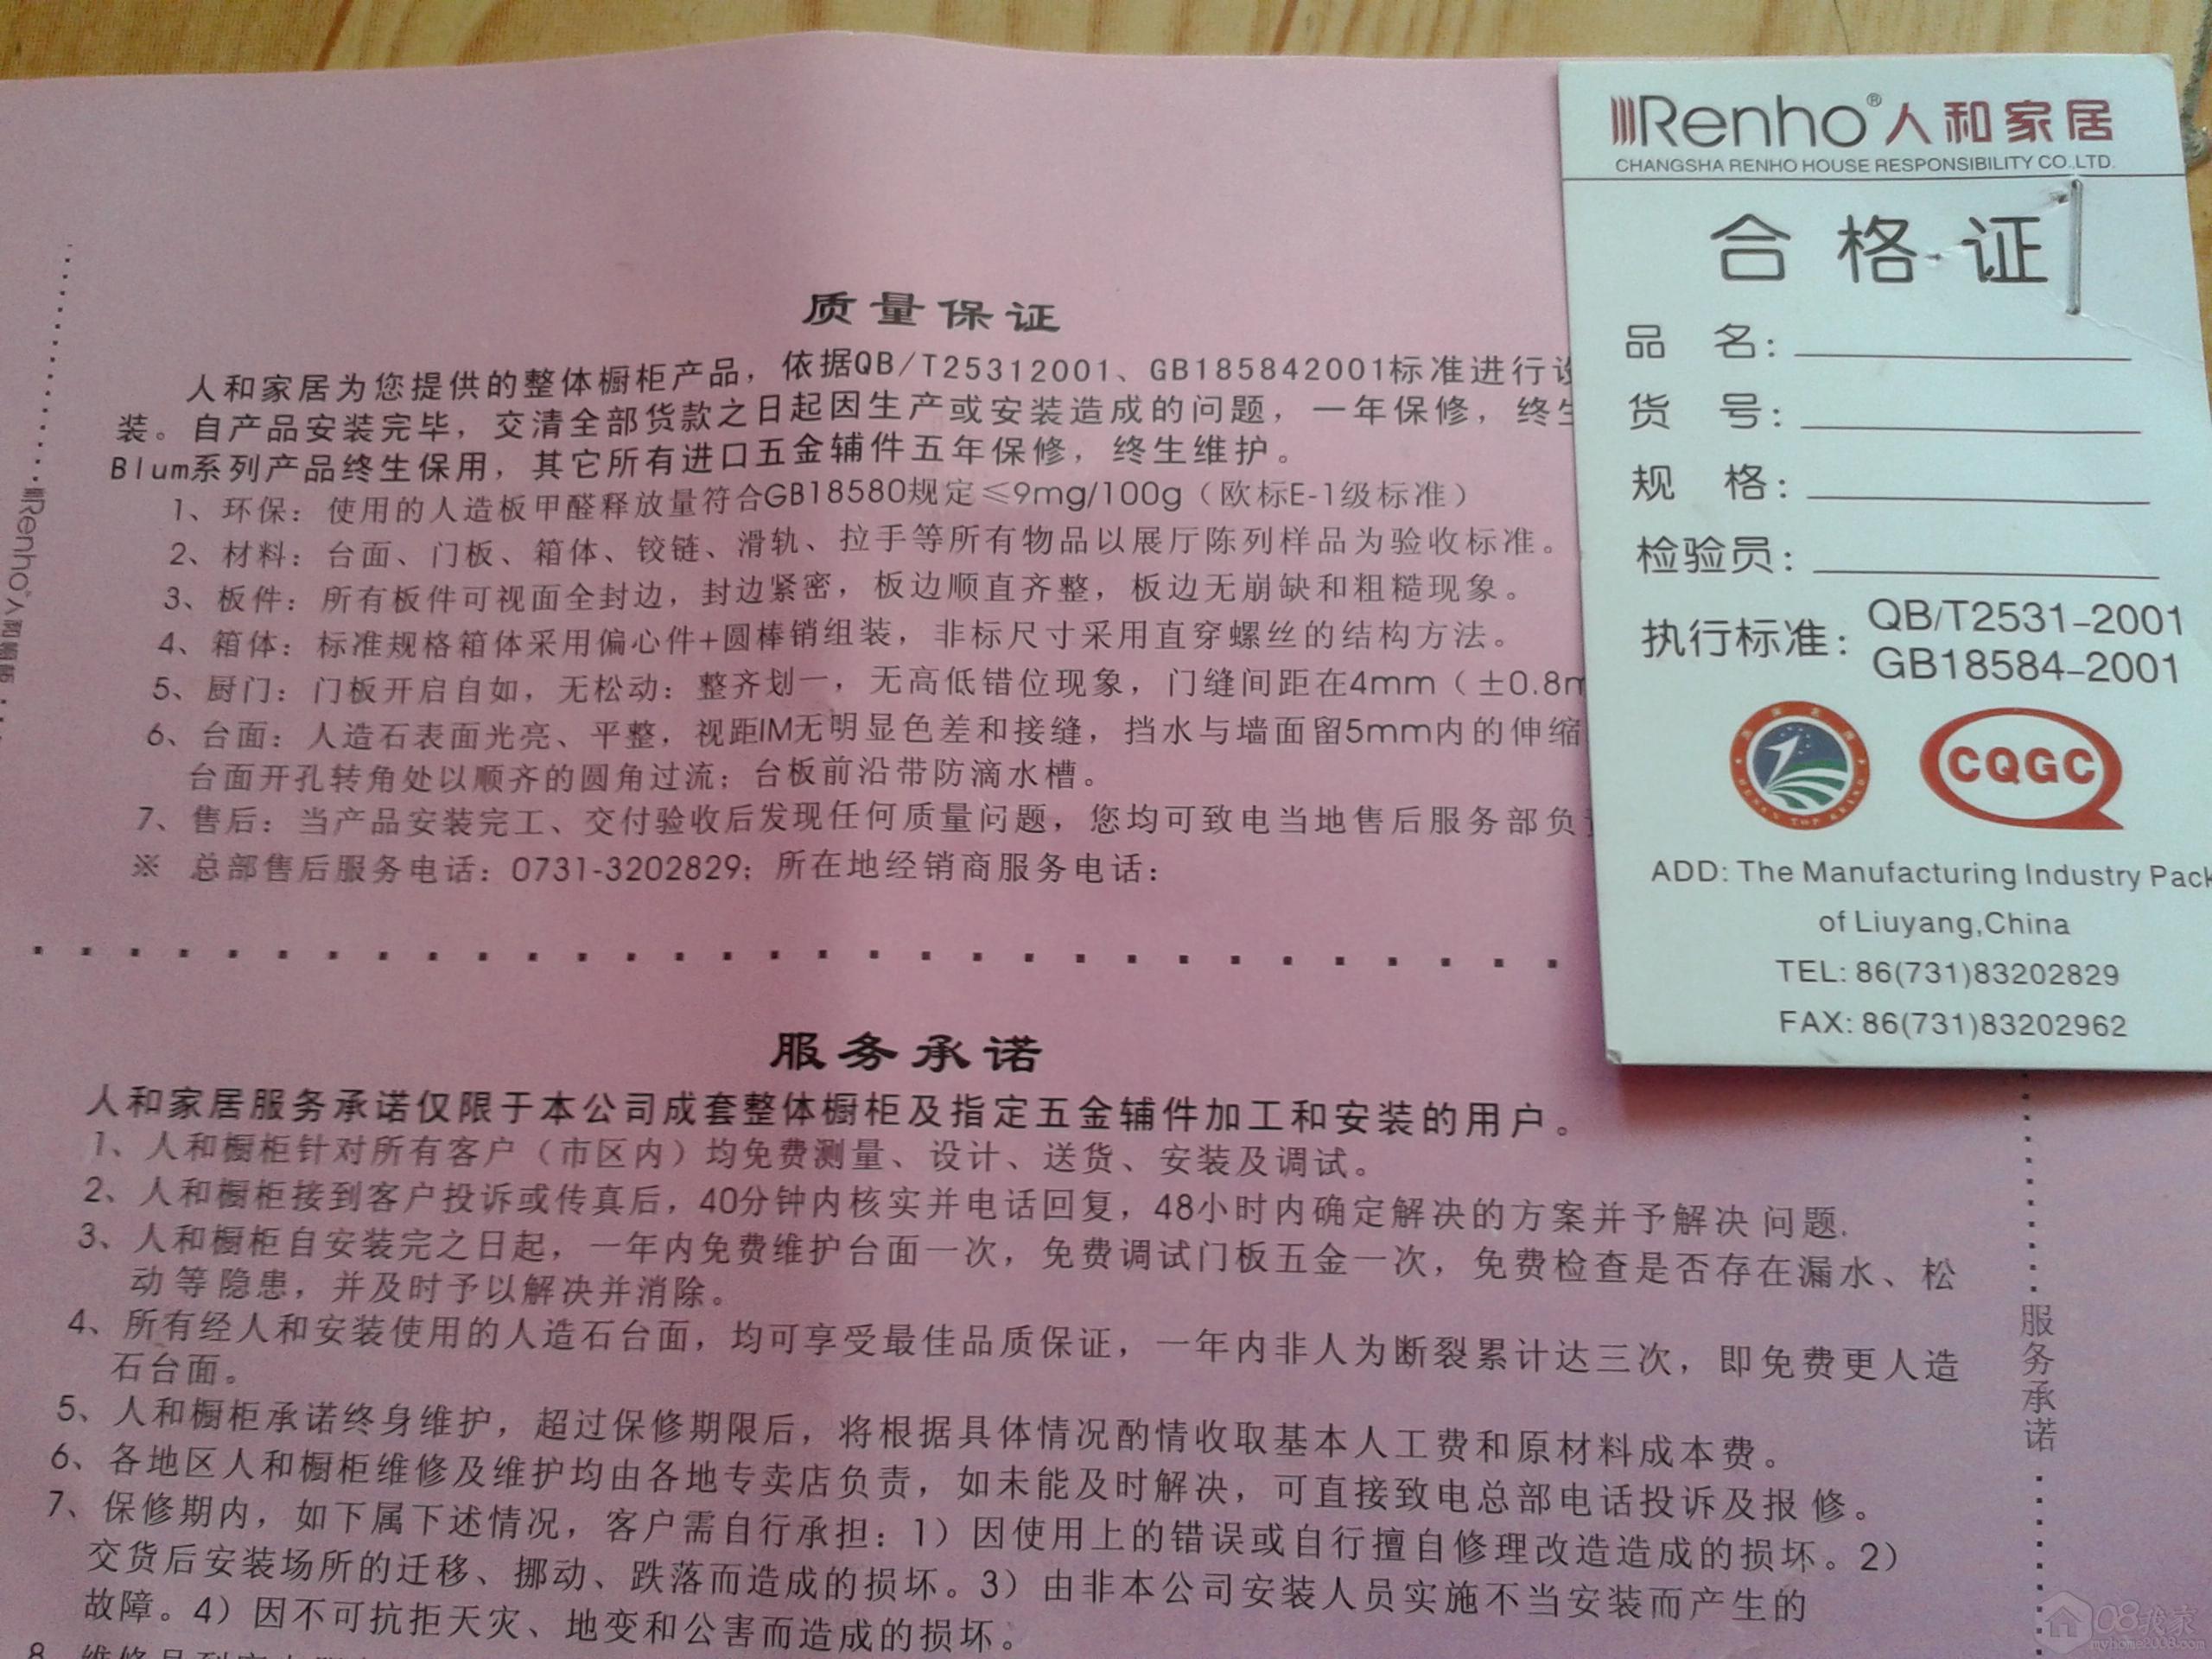 质量保证
人和家居为您提供的整体橱柜产品，依据QB/T25312001、GB185842001标准进行设
装。自产品安装完毕，交清全部货款之日起因生产或安装造成的问题，一年保修，终生
Blum系列产品终生保用，其它所有进口五金辅件五年保修，终生维护。
1、环保：使用的人造板甲醛释放量符合GB18580规定≤9mg/100g（欧标E-1级标准）
2、材料：台面、门板、箱体、铰链、滑轨、拉手等所有物品以展厅陈列样品为验收标准。
3、板件：所有板件可视面全封边，封边紧密，板边顺直齐整，板边无崩缺和粗糙现象。
4、箱体：标准规格箱体采用偏心件+圆棒销组装，非标尺寸采用直穿螺丝的结构方法。
5、厨门：门板开启自如，无松动：整齐划一，无高低错位现象，门缝间距在4mm（±0.8m
6、台面：人造石表面光亮、平整，视距IM无明显色差和接缝，挡水与墙面留5mm内的伸缩
台面开孔转角处以顺齐的圆角过流；台板前沿带防滴水槽。
7、售后：当产品安装完工、交付验收后发现任何质量问题，您均可致电当地售后服务部负
※ 总部售后服务电话：0731-3202829；所在地经销商服务电话：
服务承诺
人和家居服务承诺仅限于本公司成套整体橱柜及指定五金辅件加工和安装的用户。
1、人和橱柜针对所有客户（市区内）均免费测量、设计、送货、安装及调试。
2、人和橱柜接到客户投诉或传真后，40分钟内核实并电话回复，48小时内确定解决的方案并予解决 问题.
3、人和橱柜自安装完之日起，一年内免费维护台面一次，免费调试门板五金一次，免费检查是否存在漏水、松
动等隐患，并及时予以解决并消除。
4、所有经人和安装使用的人造石台面，均可享受最佳品质保证，一年内非人为断裂累计达三次，即免费更人造
石台面。
5、人和橱柜承诺终身维护，超过保修期限后，将根据具体情况酌情收取基本人工费和原材料成本费。
6、各地区人和橱柜维修及维护均由各地专卖店负责，如未能及时解决，可直接致电总部电话投诉及报 修。
7、保修期内，如下属下述情况，客户需自行承担：1）因使用上的错误或自行擅自修理改造造成的损坏。2）
交货后安装场所的迁移、挪动、跌落而造成的损坏。3）由非本公司安装人员实施不当安装而产生的
故障。4）因不可抗拒天灾、地变和公害而造成的损坏。
Renho®人和橱柜
服务承诺
Renho®人和家居
CHANGSHA RENHO HOUSE RESPONSIBILITY CO.,LTD.
合格证
品 名：
货 号：
规 格：
检验员：
执行标准：QB/T2531-2001
GB18584-2001
CQGC
ADD: The Manufacturing Industry Pack
of Liuyang,China
TEL: 86(731)83202829
FAX: 86(731)83202962
08我家
myhome2008.com